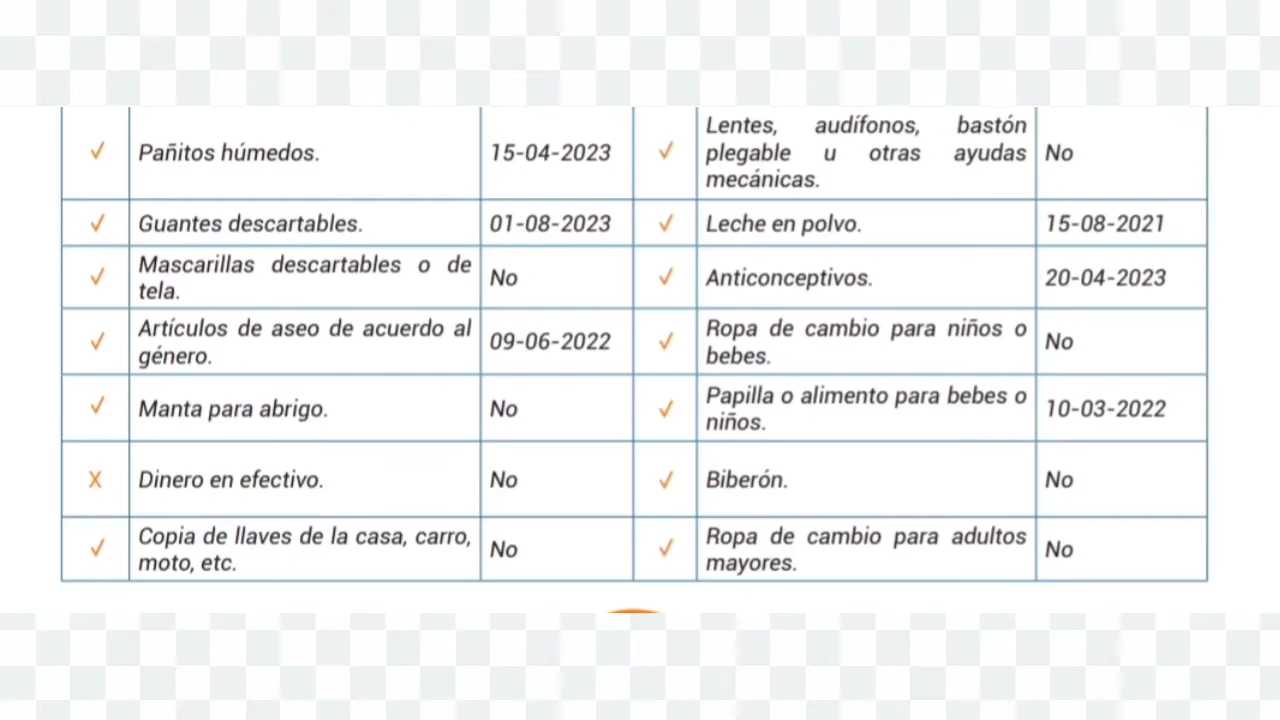 ✓ Pañitos húmedos. 15-04-2023 ✓ Lentes, audífonos, bastón
plegable u otras ayudas
mecánicas. No
✓ Guantes descartables. 01-08-2023 ✓ Leche en polvo. 15-08-2021
✓ Mascarillas descartables o de
tela. No ✓ Anticonceptivos. 20-04-2023
✓ Artículos de aseo de acuerdo al
género. 09-06-2022 ✓ Ropa de cambio para niños o
bebes. No
✓ Manta para abrigo. No ✓ Papilla o alimento para bebes o
niños. 10-03-2022
X Dinero en efectivo. No ✓ Biberón. No
✓ Copia de llaves de la casa, carro,
moto, etc. No ✓ Ropa de cambio para adultos
mayores. No